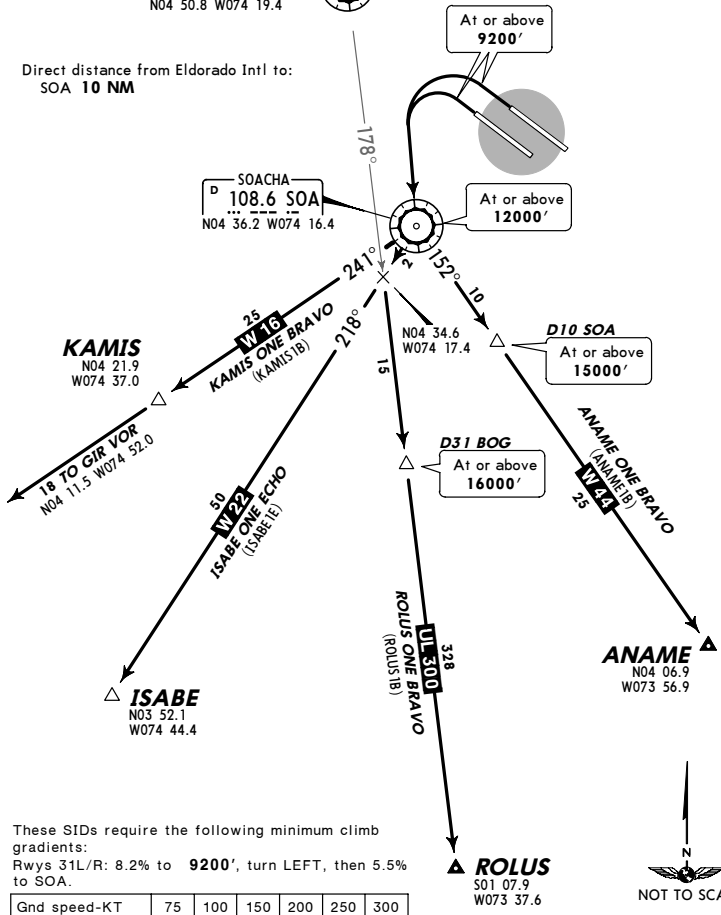 N04 50.8 W074 19.4
At or above
9200'
Direct distance from Eldorado Intl to:
SOA 10 NM
178°
SOACHA
D 108.6 SOA
N04 36.2 W074 16.4
At or above
12000'
241°
2
152°
10
25
W 16
KAMIS ONE BRAVO
(KAMIS1B)
218°
N04 34.6
W074 17.4
D10 SOA
At or above
15000'
KAMIS
N04 21.9
W074 37.0
15
18 TO GIR VOR
N04 11.5 W074 52.0
D31 BOG
At or above
16000'
ANAME ONE BRAVO
(ANAME1B)
W 44
25
50
W 22
ISABE ONE ECHO
(ISABE1E)
ROLUS ONE BRAVO
(ROLUS1B)
UL 300
328
ANAME
N04 06.9
W073 56.9
ISABE
N03 52.1
W074 44.4
These SIDs require the following minimum climb
gradients:
Rwys 31L/R: 8.2% to 9200', turn LEFT, then 5.5%
to SOA.
ROLUS
S01 07.9
W073 37.6
N
NOT TO SCA
Gnd speed-KT 75 100 150 200 250 300